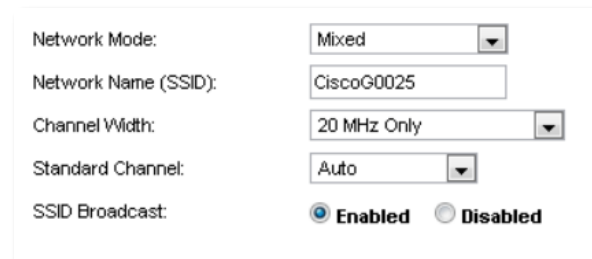 Network Mode: Mixed
Network Name (SSID): CiscoG0025
Channel Width: 20 MHz Only
Standard Channel: Auto
SSID Broadcast: Enabled Disabled